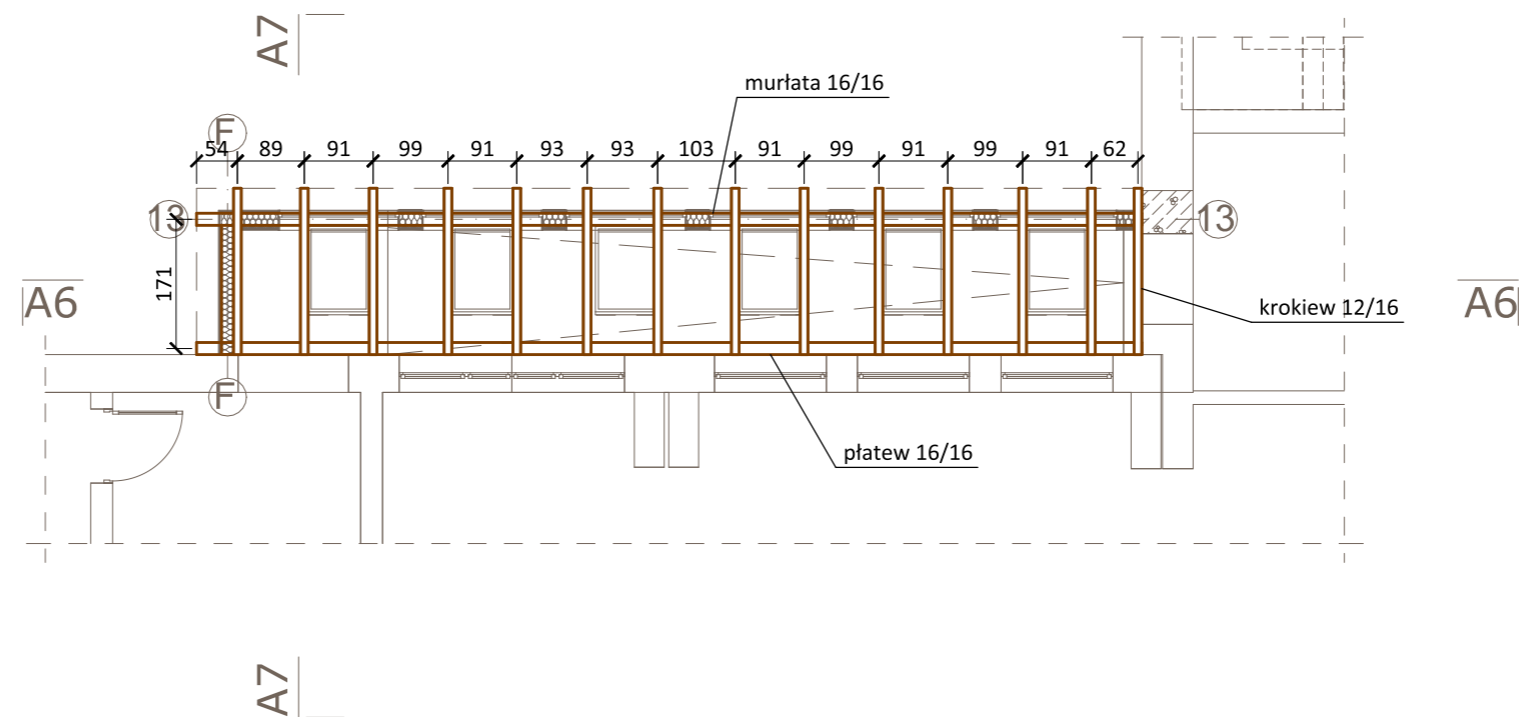 A7
murłata 16/16
F
54 89 91 99 91 93 93 103 91 99 91 99 91 62
13
13
171
A6
A6
krokiew 12/16
F
płatew 16/16
A7